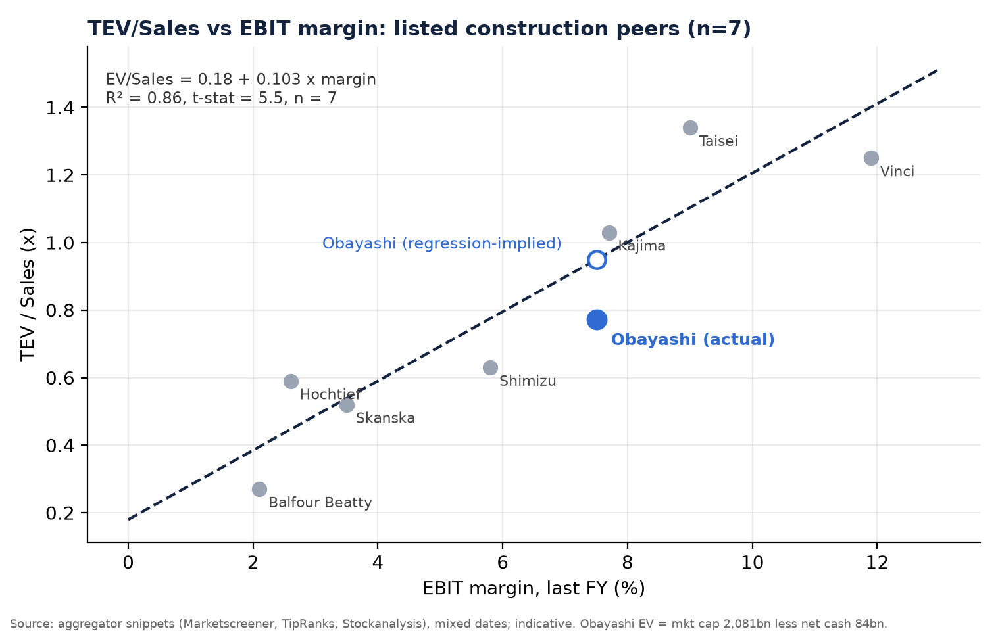 TEV/Sales vs EBIT margin: listed construction peers (n=7)
EV/Sales = 0.18 + 0.103 x margin
R² = 0.86, t-stat = 5.5, n = 7
TEV / Sales (x)
1.4
1.2
1.0
0.8
0.6
0.4
0.2
Taisei
Vinci
Obayashi (regression-implied)
Kajima
Obayashi (actual)
Shimizu
Hochtief
Skanska
Balfour Beatty
0 2 4 6 8 10 12
EBIT margin, last FY (%)
Source: aggregator snippets (Marketscreener, TipRanks, Stockanalysis), mixed dates; indicative. Obayashi EV = mkt cap 2,081bn less net cash 84bn.